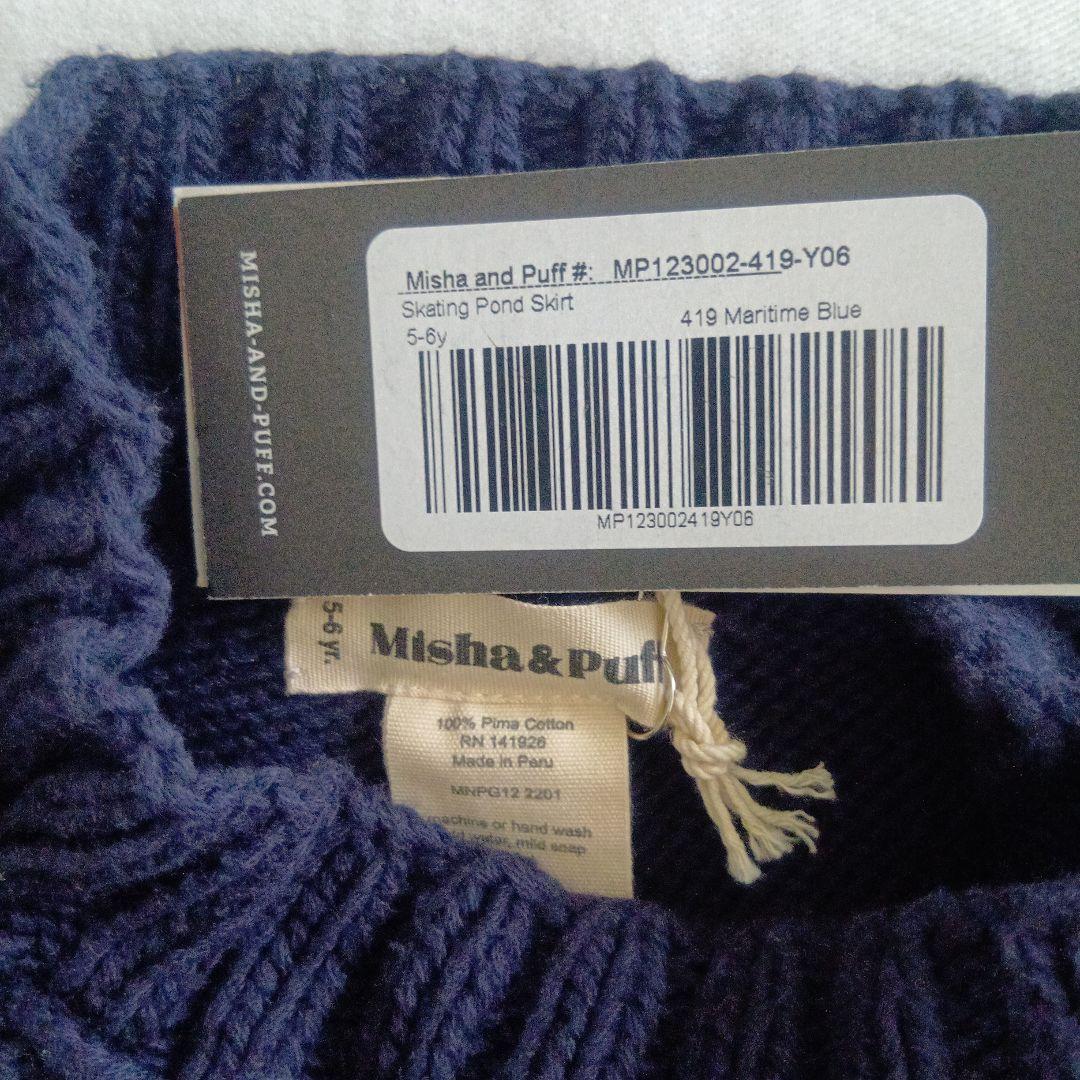 MISHA-AND-PUFF.COM
Misha and Puff #: MP123002-419-Y06
Skating Pond Skirt
5-6y 419 Maritime Blue
MP123002419Y06
5-6 yr.
Misha & Puff
100% Pima Cotton
RN 141926
Made in Peru
MNPG12 2201
machine or hand wash
water, mild soap